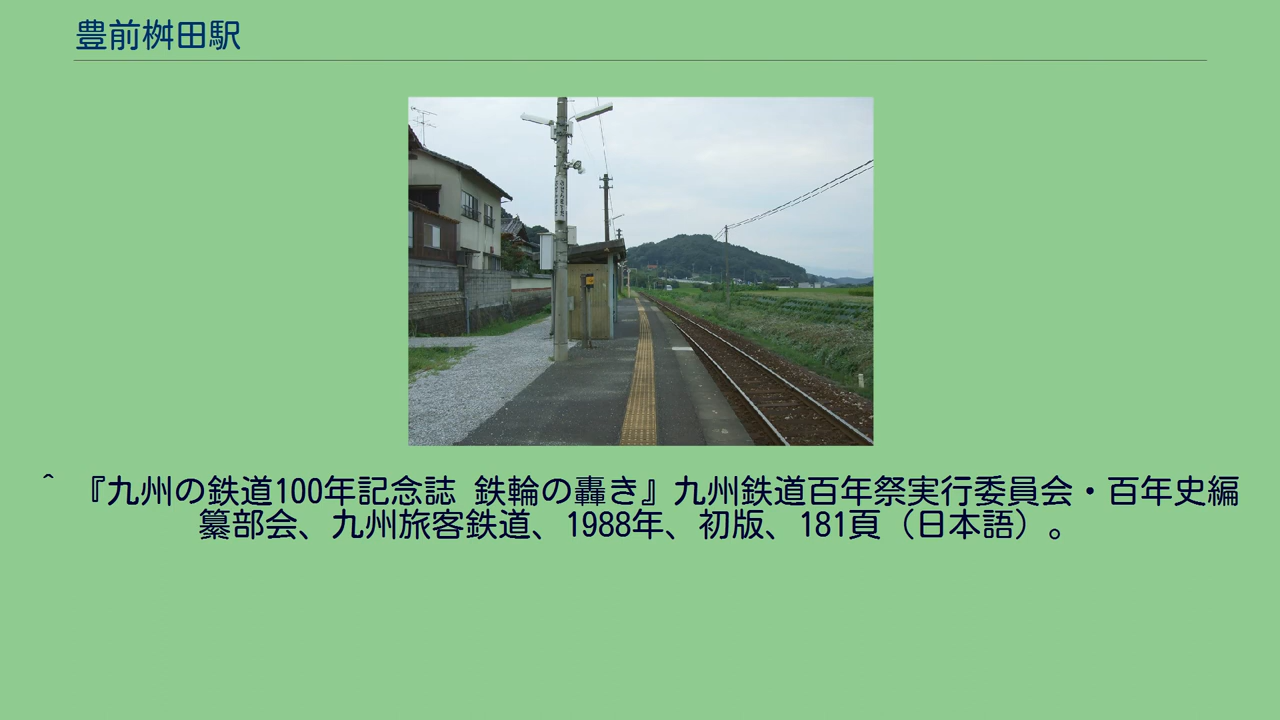 豊前桝田駅
^ 『九州の鉄道100年記念誌 鉄輪の轟き』九州鉄道百年祭実行委員会・百年史編
纂部会、九州旅客鉄道、1988年、初版、181頁（日本語）。